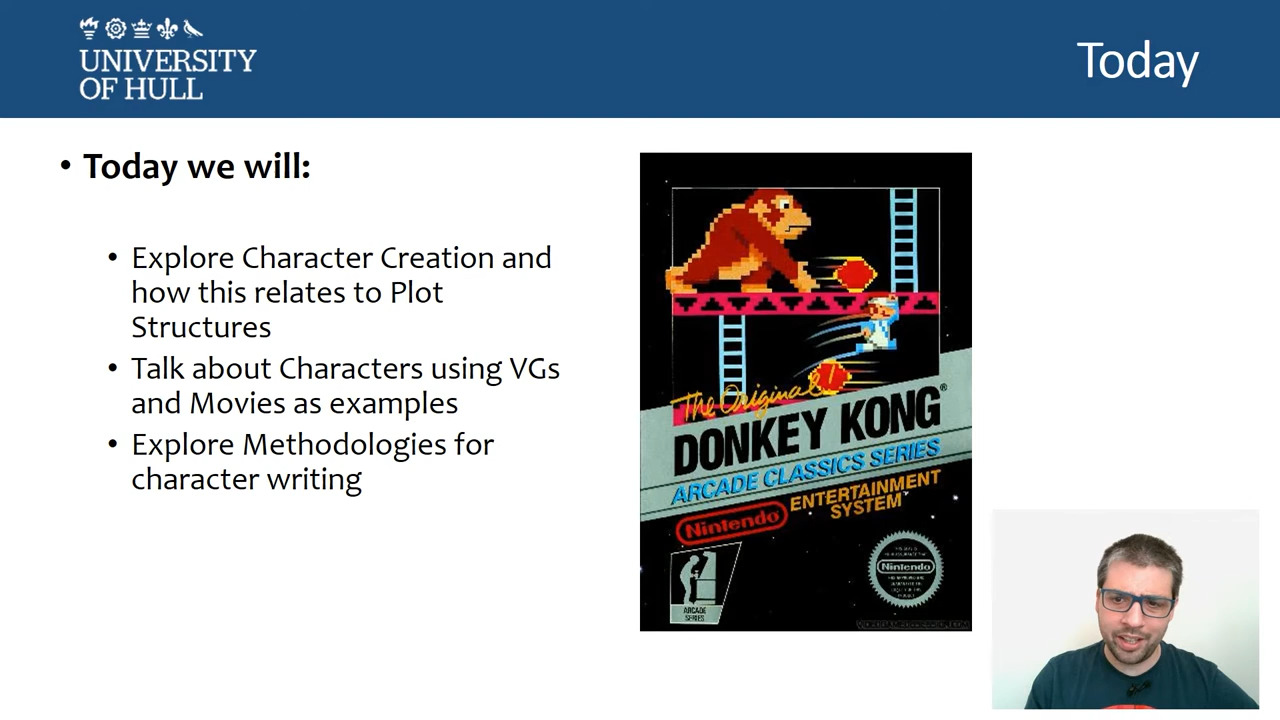 UNIVERSITY
OF HULL
Today
• Today we will:
• Explore Character Creation and
how this relates to Plot
Structures
• Talk about Characters using VGs
and Movies as examples
• Explore Methodologies for
character writing
The Original
DONKEY KONG®
ARCADE CLASSICS SERIES
Nintendo®
ENTERTAINMENT
SYSTEM
ARCADE
SERIES
Nintendo